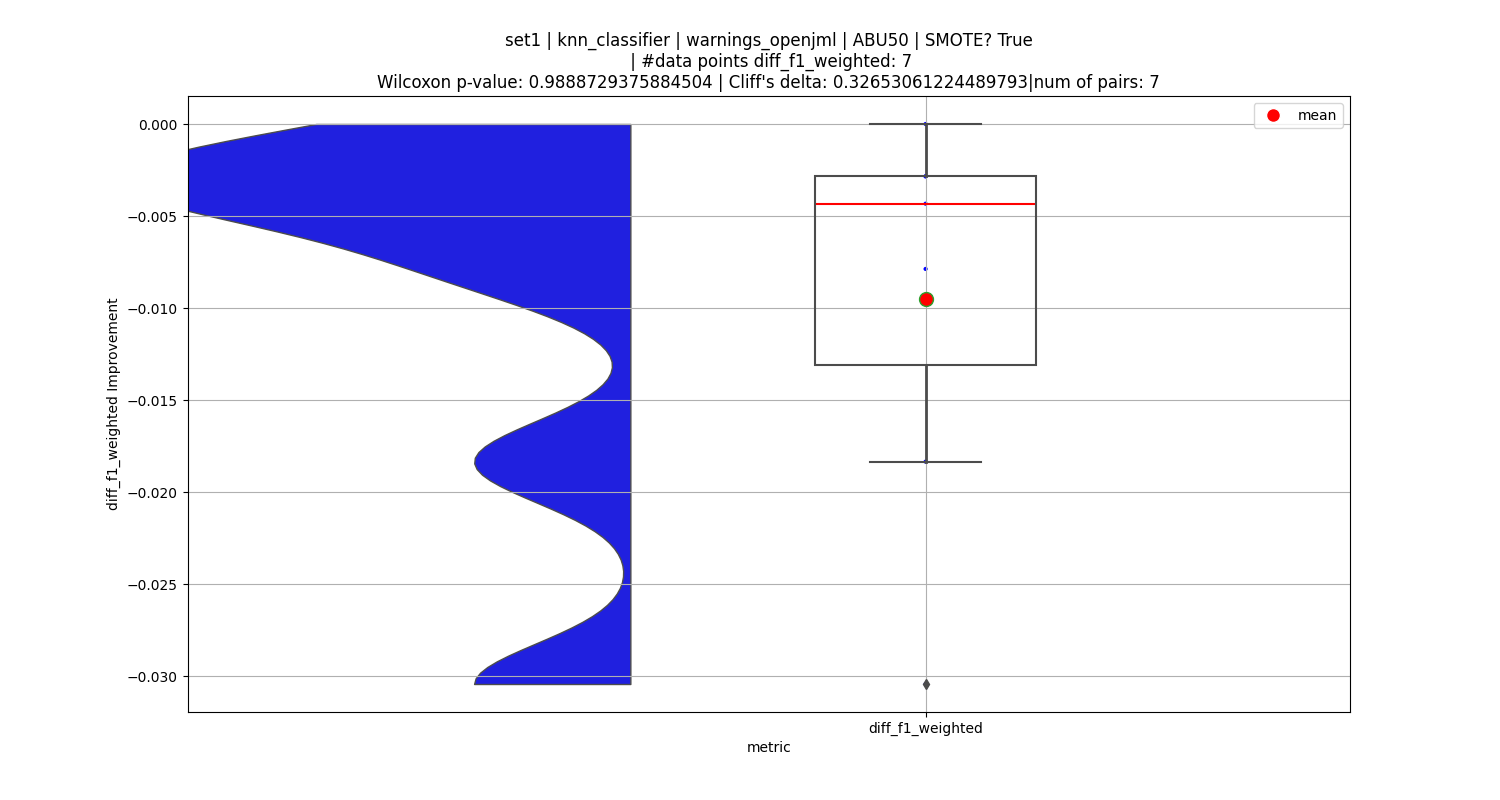 set1 | knn_classifier | warnings_openjml | ABU50 | SMOTE? True
| #data points diff_f1_weighted: 7
Wilcoxon p-value: 0.9888729375884504 | Cliff's delta: 0.32653061224489793|num of pairs: 7
mean
0.000
−0.005
−0.010
−0.015
−0.020
−0.025
−0.030
diff_f1_weighted Improvement
diff_f1_weighted
metric